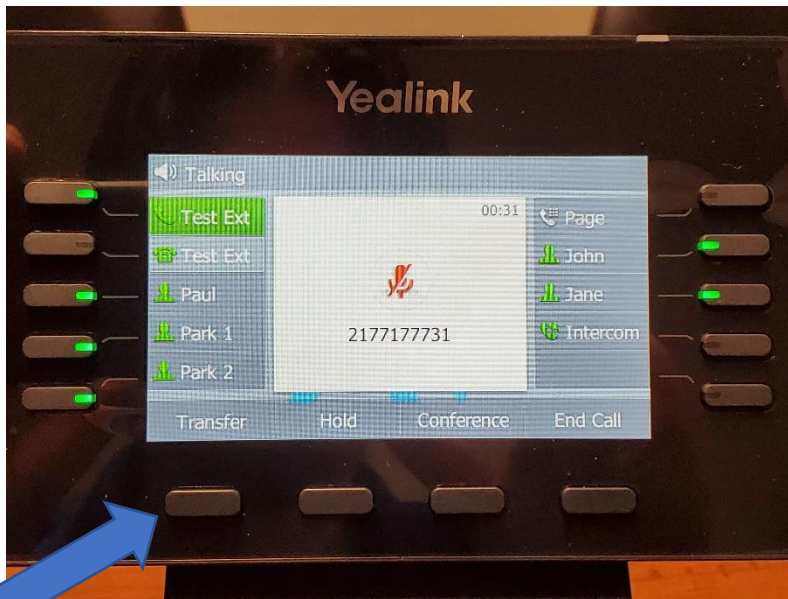 Yealink
Talking
Test Ext
00:31
Page
Test Ext
John
Paul
Jane
Park 1
2177177731
Intercom
Park 2
Transfer Hold Conference End Call